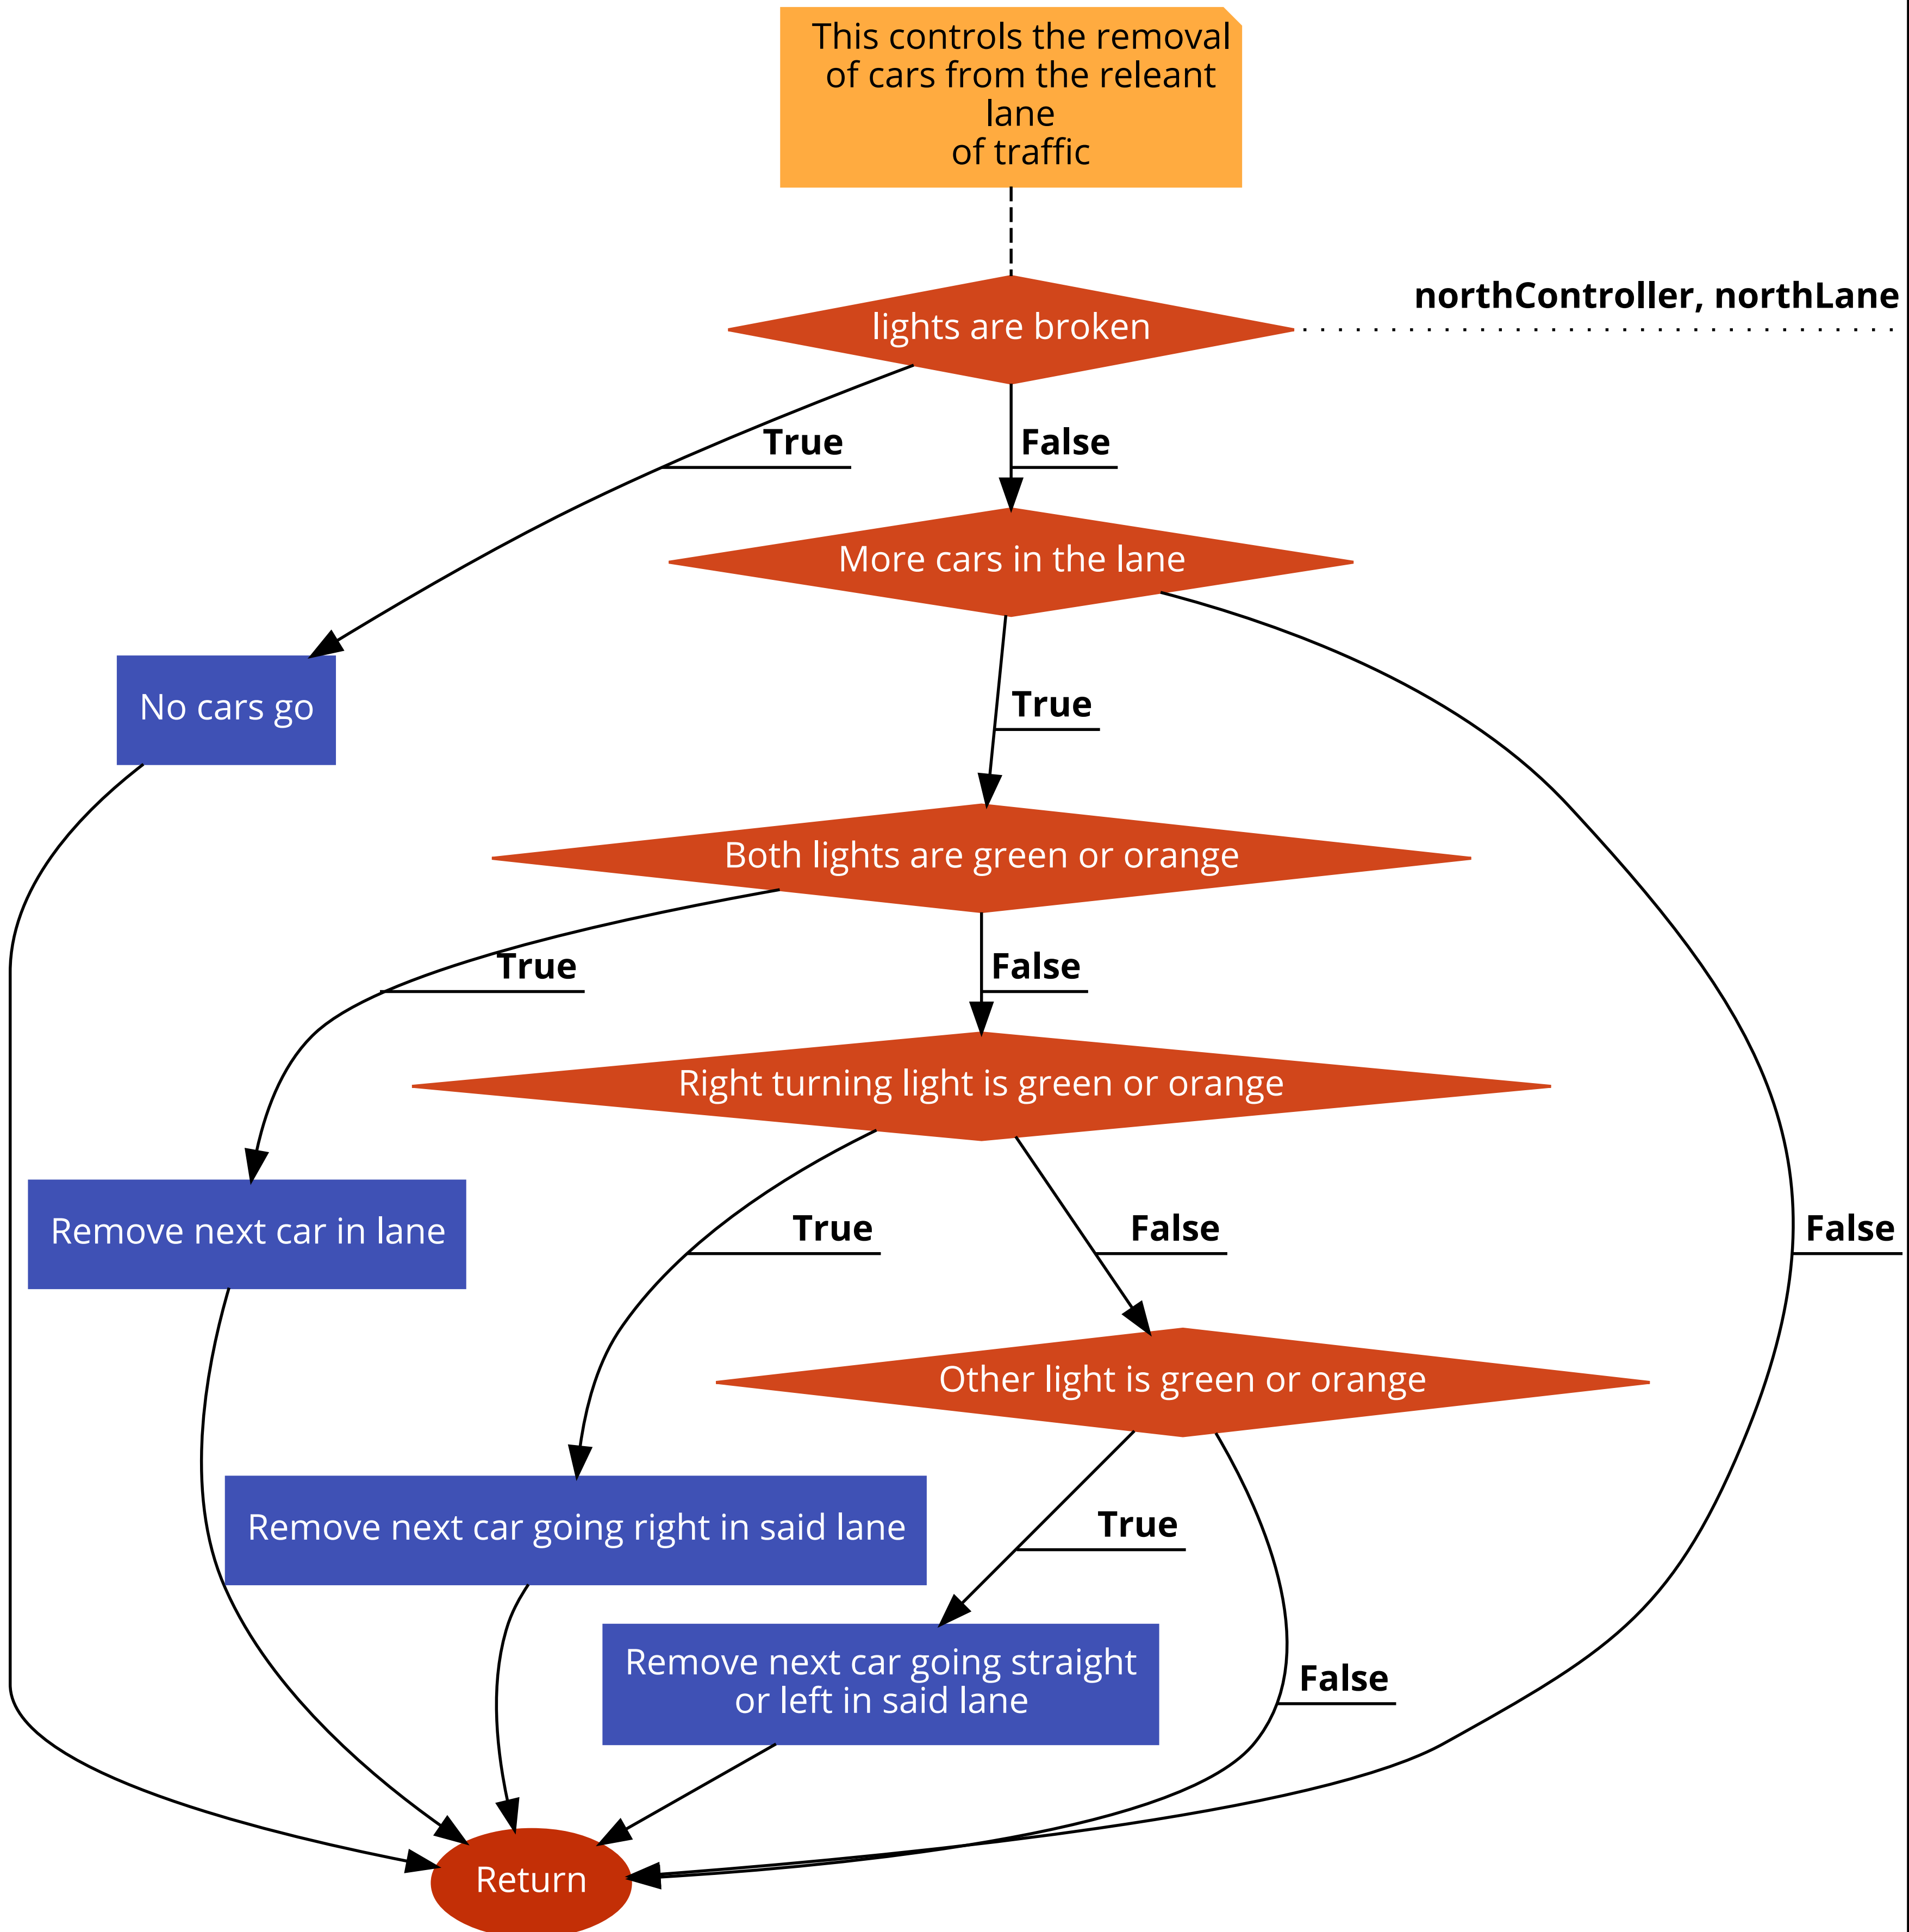 This controls the removal
of cars from the releant
lane
of traffic
northController, northLane
lights are broken
True
False
More cars in the lane
No cars go
True
Both lights are green or orange
True
False
Right turning light is green or orange
Remove next car in lane
True
False
False
Other light is green or orange
Remove next car going right in said lane
True
Remove next car going straight
or left in said lane
False
Return